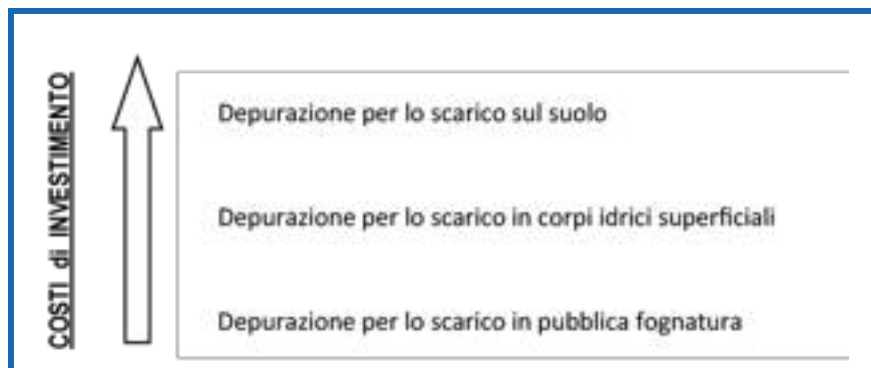 COSTI di INVESTIMENTO
Depurazione per lo scarico sul suolo
Depurazione per lo scarico in corpi idrici superficiali
Depurazione per lo scarico in pubblica fognatura